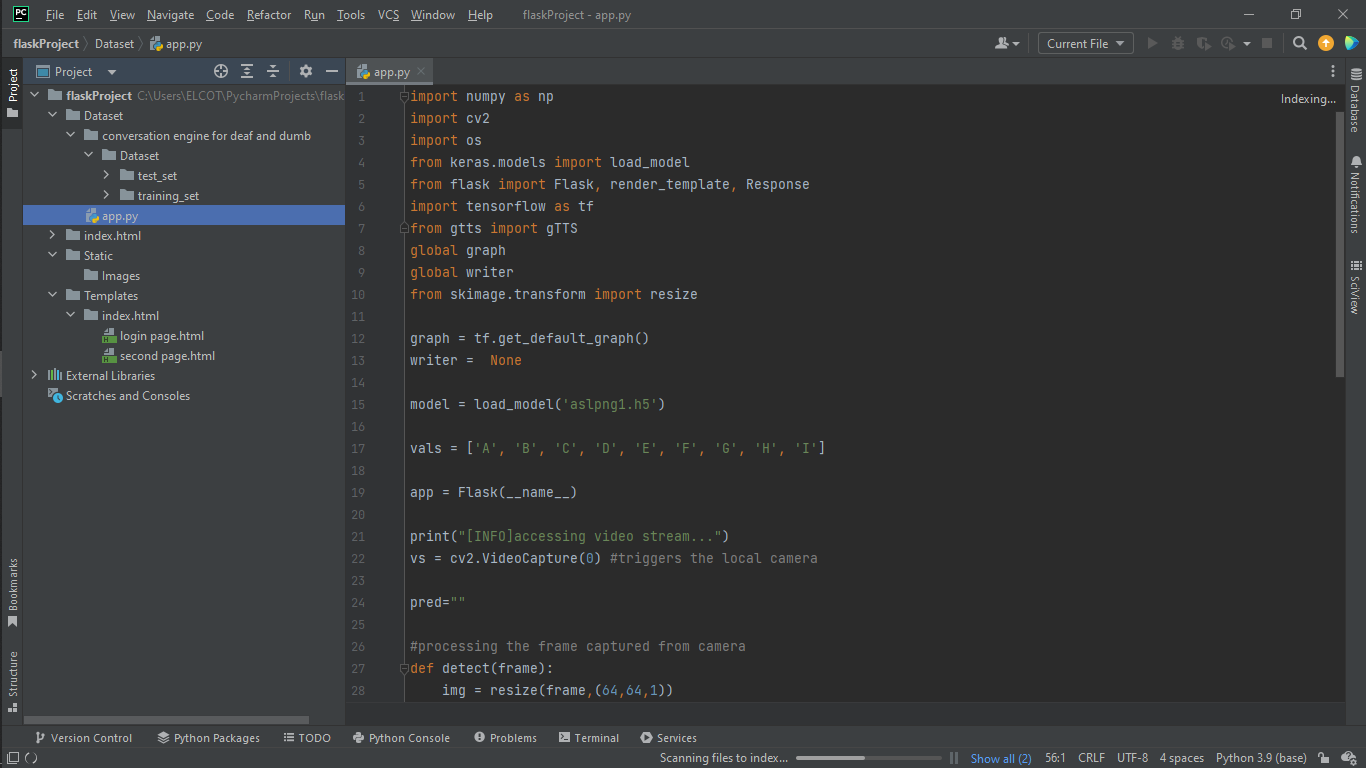 PC File Edit View Navigate Code Refactor Run Tools VCS Window Help flaskProject - app.py
flaskProject Dataset app.py Current File
Project
app.py
Project
flaskProject C:\Users\ELCOT\PycharmProjects\flask
Dataset
conversation engine for deaf and dumb
Dataset
test_set
training_set
app.py
index.html
Static
Images
Templates
index.html
login page.html
second page.html
External Libraries
Scratches and Consoles
Bookmarks
Structure
1 import numpy as np
2 import cv2
3 import os
4 from keras.models import load_model
5 from flask import Flask, render_template, Response
6 import tensorflow as tf
7 from gtts import gTTS
8 global graph
9 global writer
10 from skimage.transform import resize
11
12 graph = tf.get_default_graph()
13 writer =  None
14
15 model = load_model('aslpng1.h5')
16
17 vals = ['A', 'B', 'C', 'D', 'E', 'F', 'G', 'H', 'I']
18
19 app = Flask(__name__)
20
21 print("[INFO]accessing video stream...")
22 vs = cv2.VideoCapture(0) #triggers the local camera
23
24 pred=""
25
26 #processing the frame captured from camera
27 def detect(frame):
28     img = resize(frame,(64,64,1))
Indexing...
Database
Notifications
SciView
Version Control Python Packages TODO Python Console Problems Terminal Services
Scanning files to index... Show all (2) 56:1 CRLF UTF-8 4 spaces Python 3.9 (base)